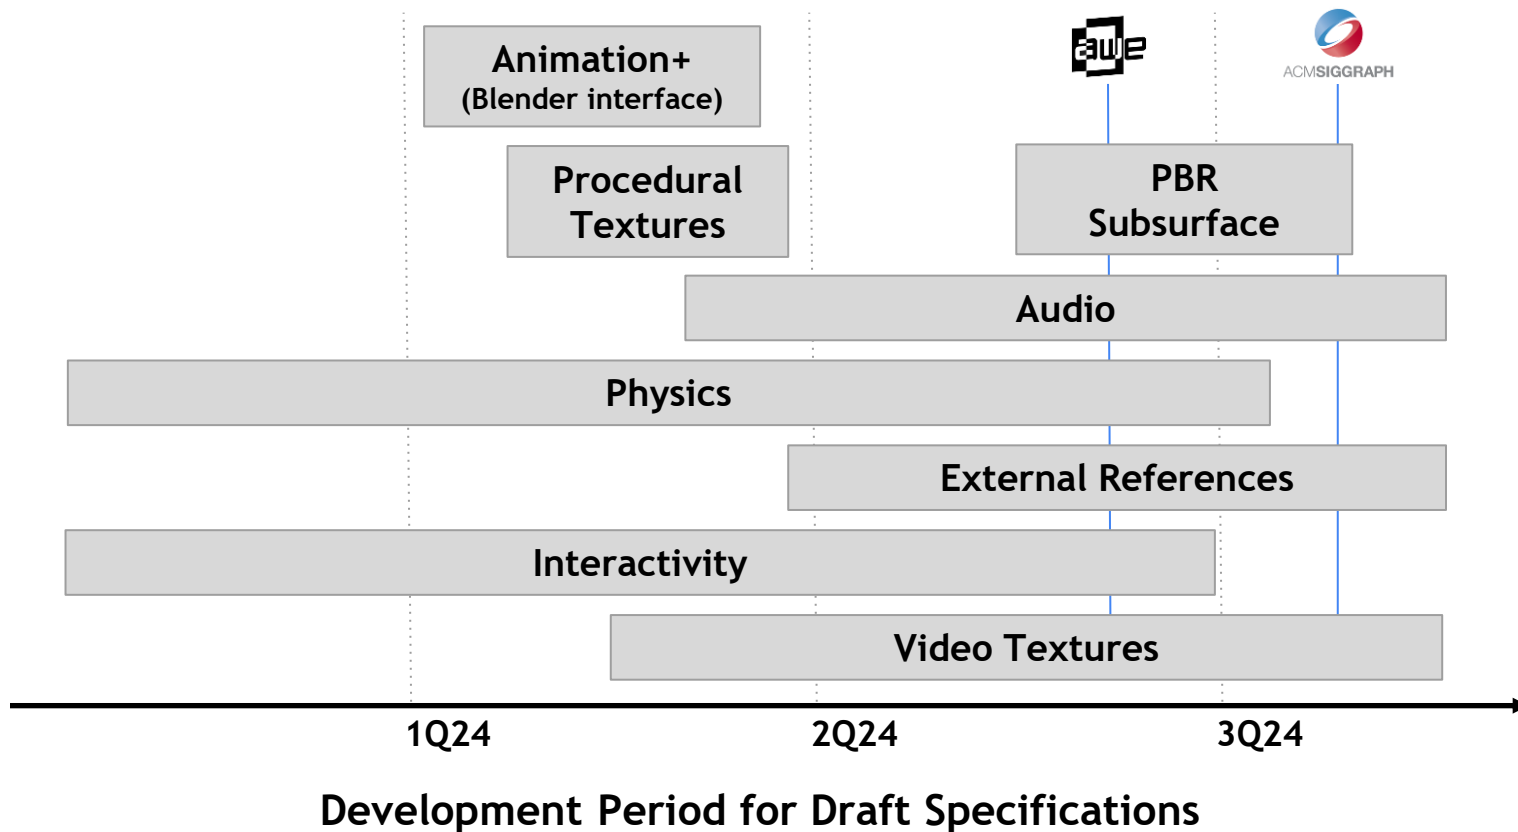 awe
ACMSIGGRAPH
Animation+
(Blender interface)
Procedural
Textures
PBR
Subsurface
Audio
Physics
External References
Interactivity
Video Textures
1Q24
2Q24
3Q24
Development Period for Draft Specifications